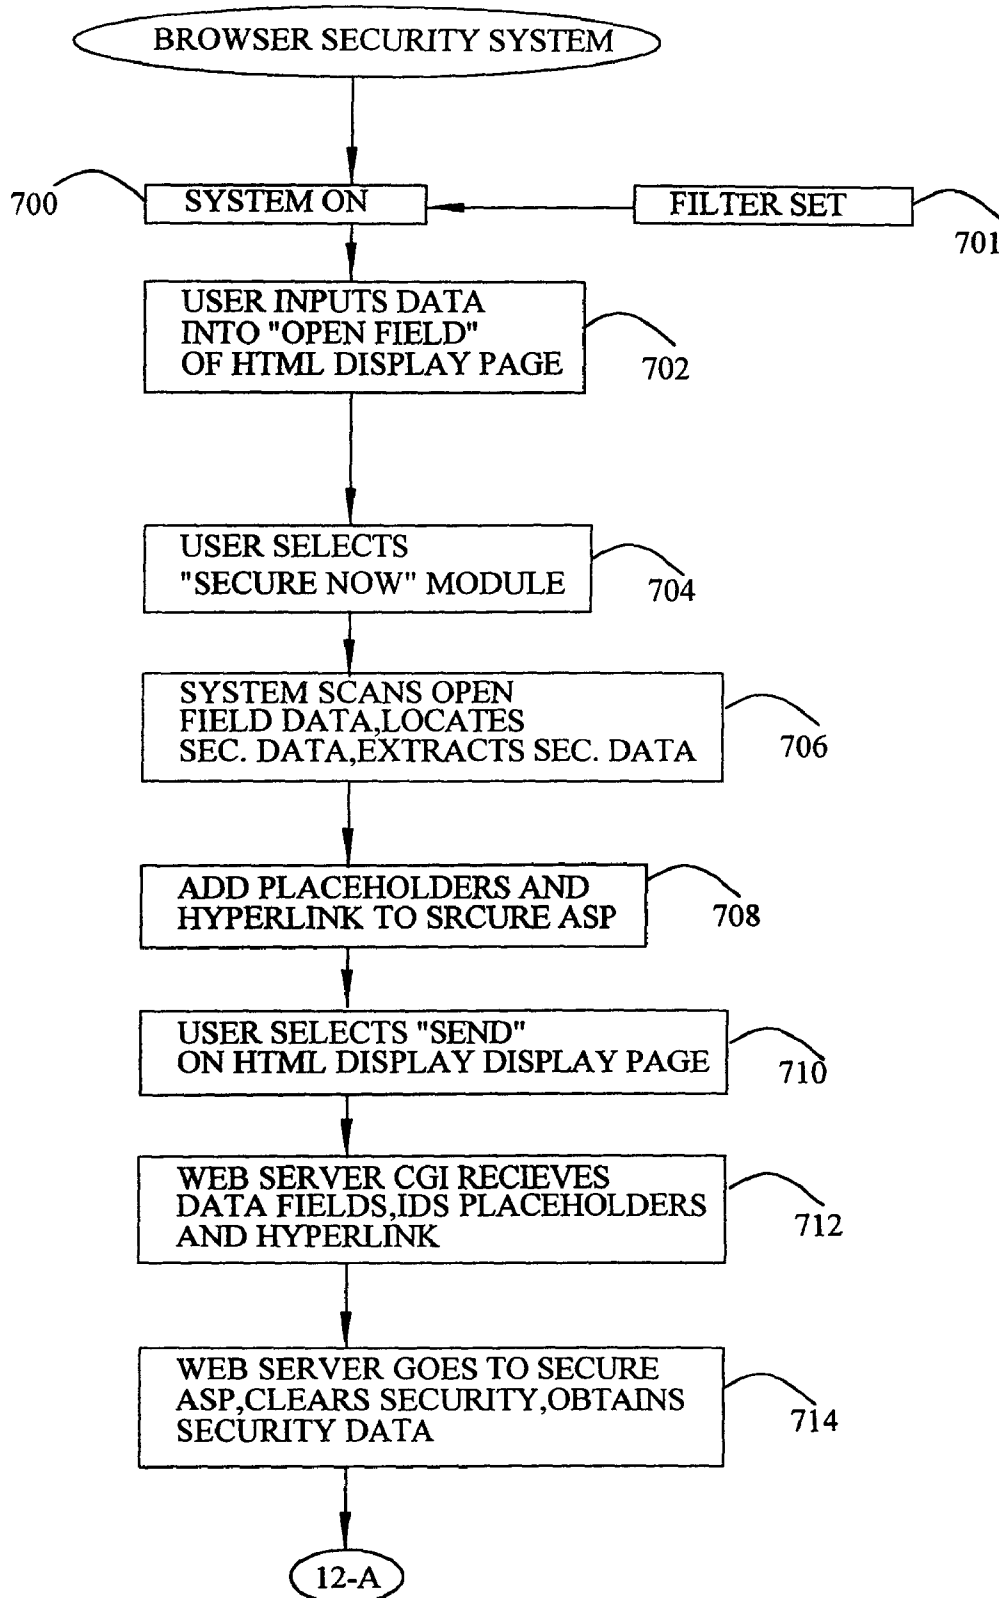 BROWSER SECURITY SYSTEM
700
SYSTEM ON
FILTER SET
701
USER INPUTS DATA
INTO "OPEN FIELD"
OF HTML DISPLAY PAGE
702
USER SELECTS
"SECURE NOW" MODULE
704
SYSTEM SCANS OPEN
FIELD DATA,LOCATES
SEC. DATA,EXTRACTS SEC. DATA
706
ADD PLACEHOLDERS AND
HYPERLINK TO SRCURE ASP
708
USER SELECTS "SEND"
ON HTML DISPLAY DISPLAY PAGE
710
WEB SERVER CGI RECIEVES
DATA FIELDS,IDS PLACEHOLDERS
AND HYPERLINK
712
WEB SERVER GOES TO SECURE
ASP,CLEARS SECURITY,OBTAINS
SECURITY DATA
714
12-A